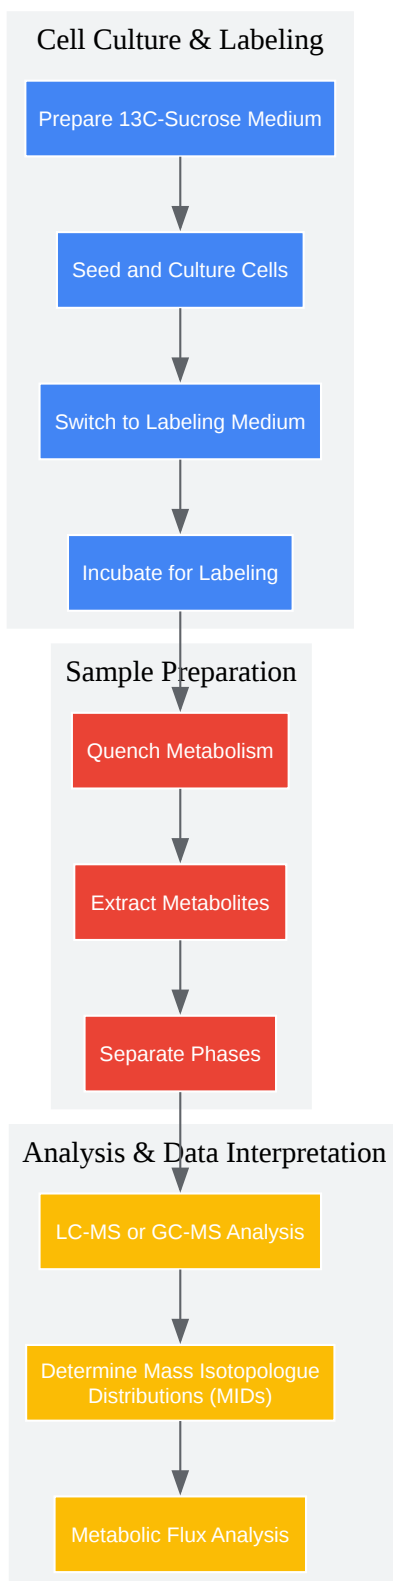 Cell Culture & Labeling
Prepare 13C-Sucrose Medium
Seed and Culture Cells
Switch to Labeling Medium
Incubate for Labeling
Sample Preparation
Quench Metabolism
Extract Metabolites
Separate Phases
Analysis & Data Interpretation
LC-MS or GC-MS Analysis
Determine Mass Isotopologue
Distributions (MIDs)
Metabolic Flux Analysis